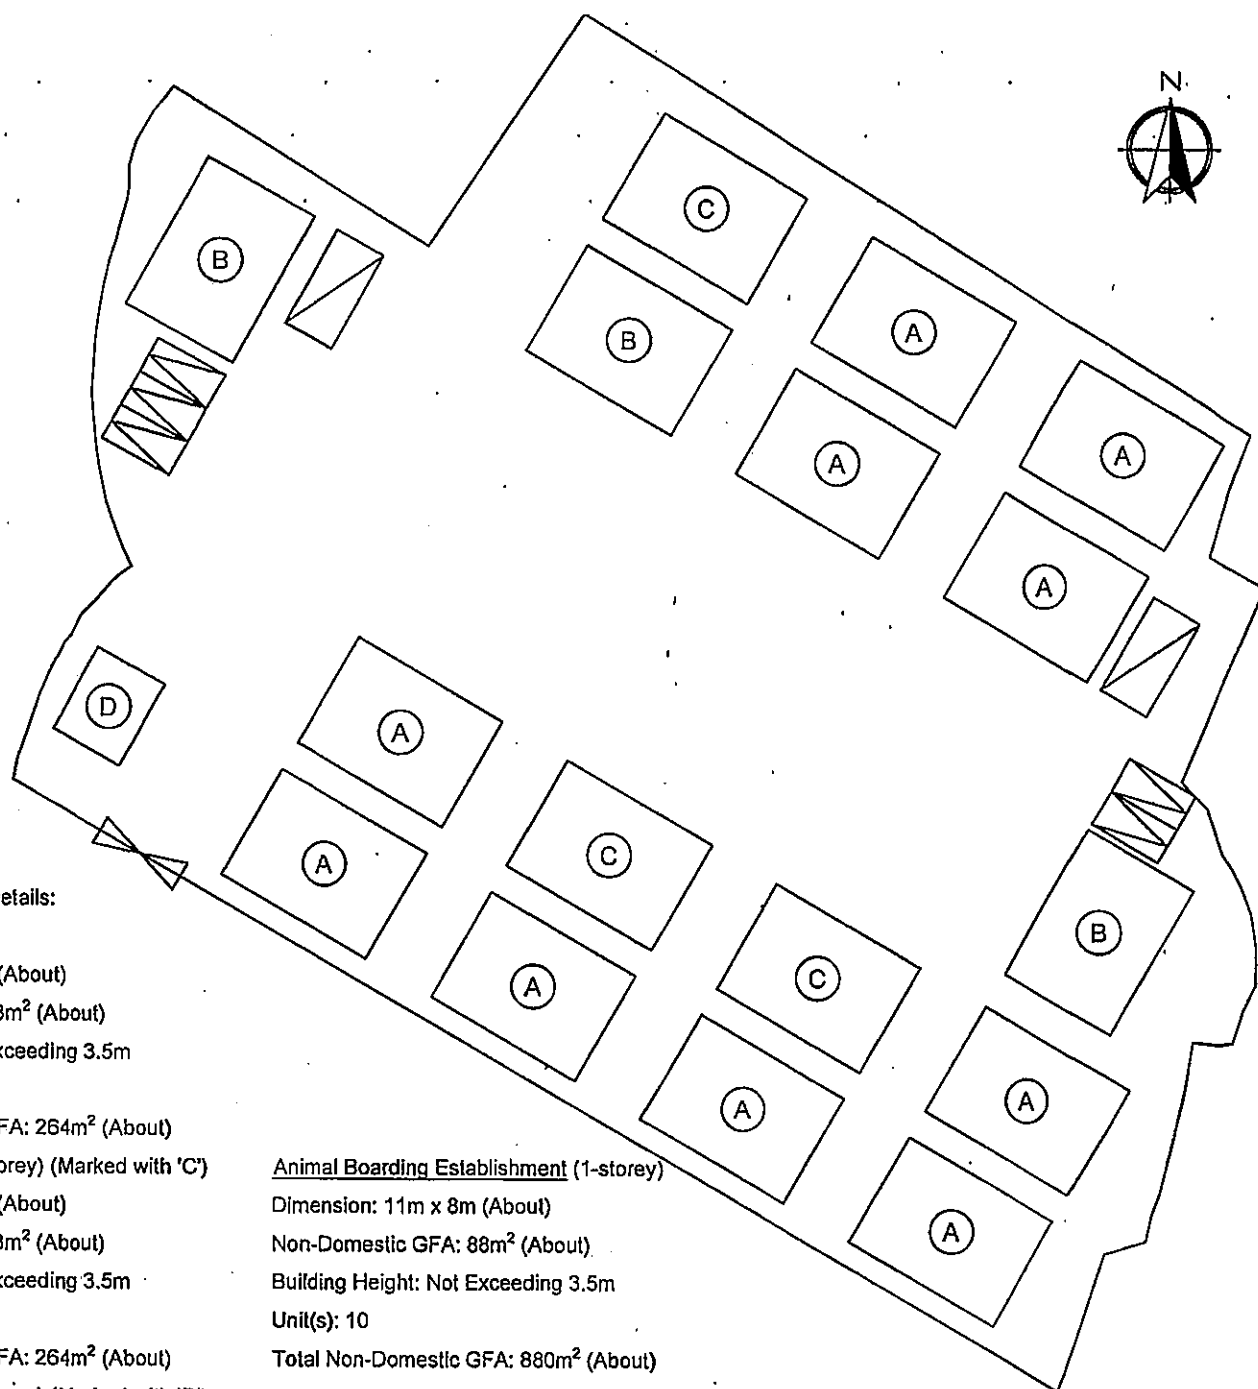 N
C
B
B
A
A
A
A
D
A
C
A
C
B
A
A
A
A
etails:
(About)
m² (About)
xceeding 3.5m
FA: 264m² (About)
orey) (Marked with 'C')
(About)
m² (About)
xceeding 3.5m
FA: 264m² (About)
Animal Boarding Establishment (1-storey)
Dimension: 11m x 8m (About)
Non-Domestic GFA: 88m² (About)
Building Height: Not Exceeding 3.5m
Unit(s): 10
Total Non-Domestic GFA: 880m² (About)